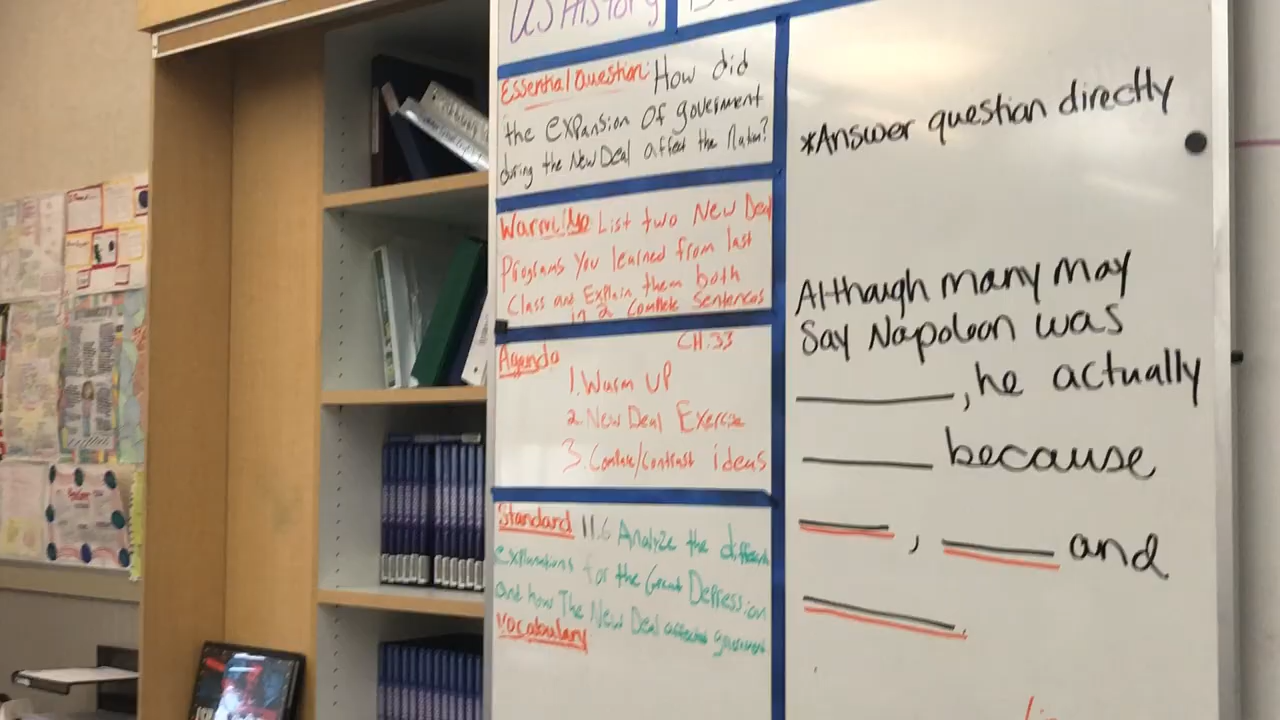 US History
Essential Question: How did
the expansion of goverment
during the New Deal affect the Nation?
Warm Up List two New Deal
Programs You learned from last
Class and Explain them both
in 2 Complete Sentences
Agenda CH.33
1. Warm UP
2. New Deal Exercise
3. Contrast ideas
Standard 11.6 Analyze the different
explanations for the Great Depression
and how The New Deal affected
Vocabulary
*Answer question directly
Although many may
Say Napoleon was
, he actually
because
, and
.